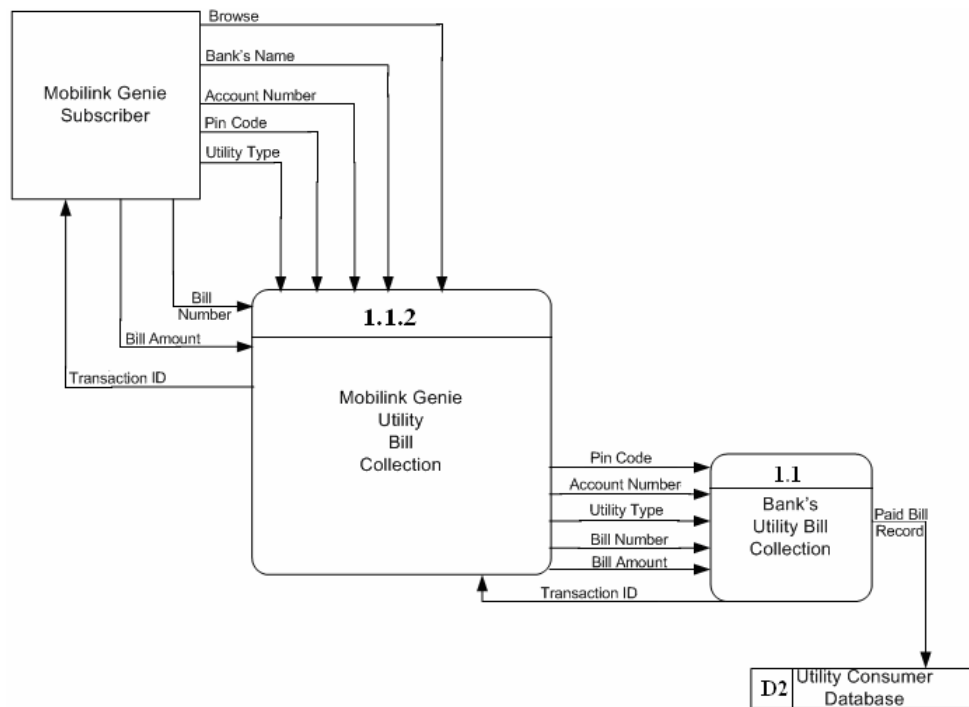 Browse
Bank's Name
Mobilink Genie
Subscriber
Account Number
Pin Code
Utility Type
Bill
Number
Bill Amount
Transaction ID
1.1.2
Mobilink Genie
Utility
Bill
Collection
Pin Code
Account Number
Utility Type
Bill Number
Bill Amount
Transaction ID
1.1
Bank's
Utility Bill
Collection
Paid Bill
Record
D2
Utility Consumer
Database